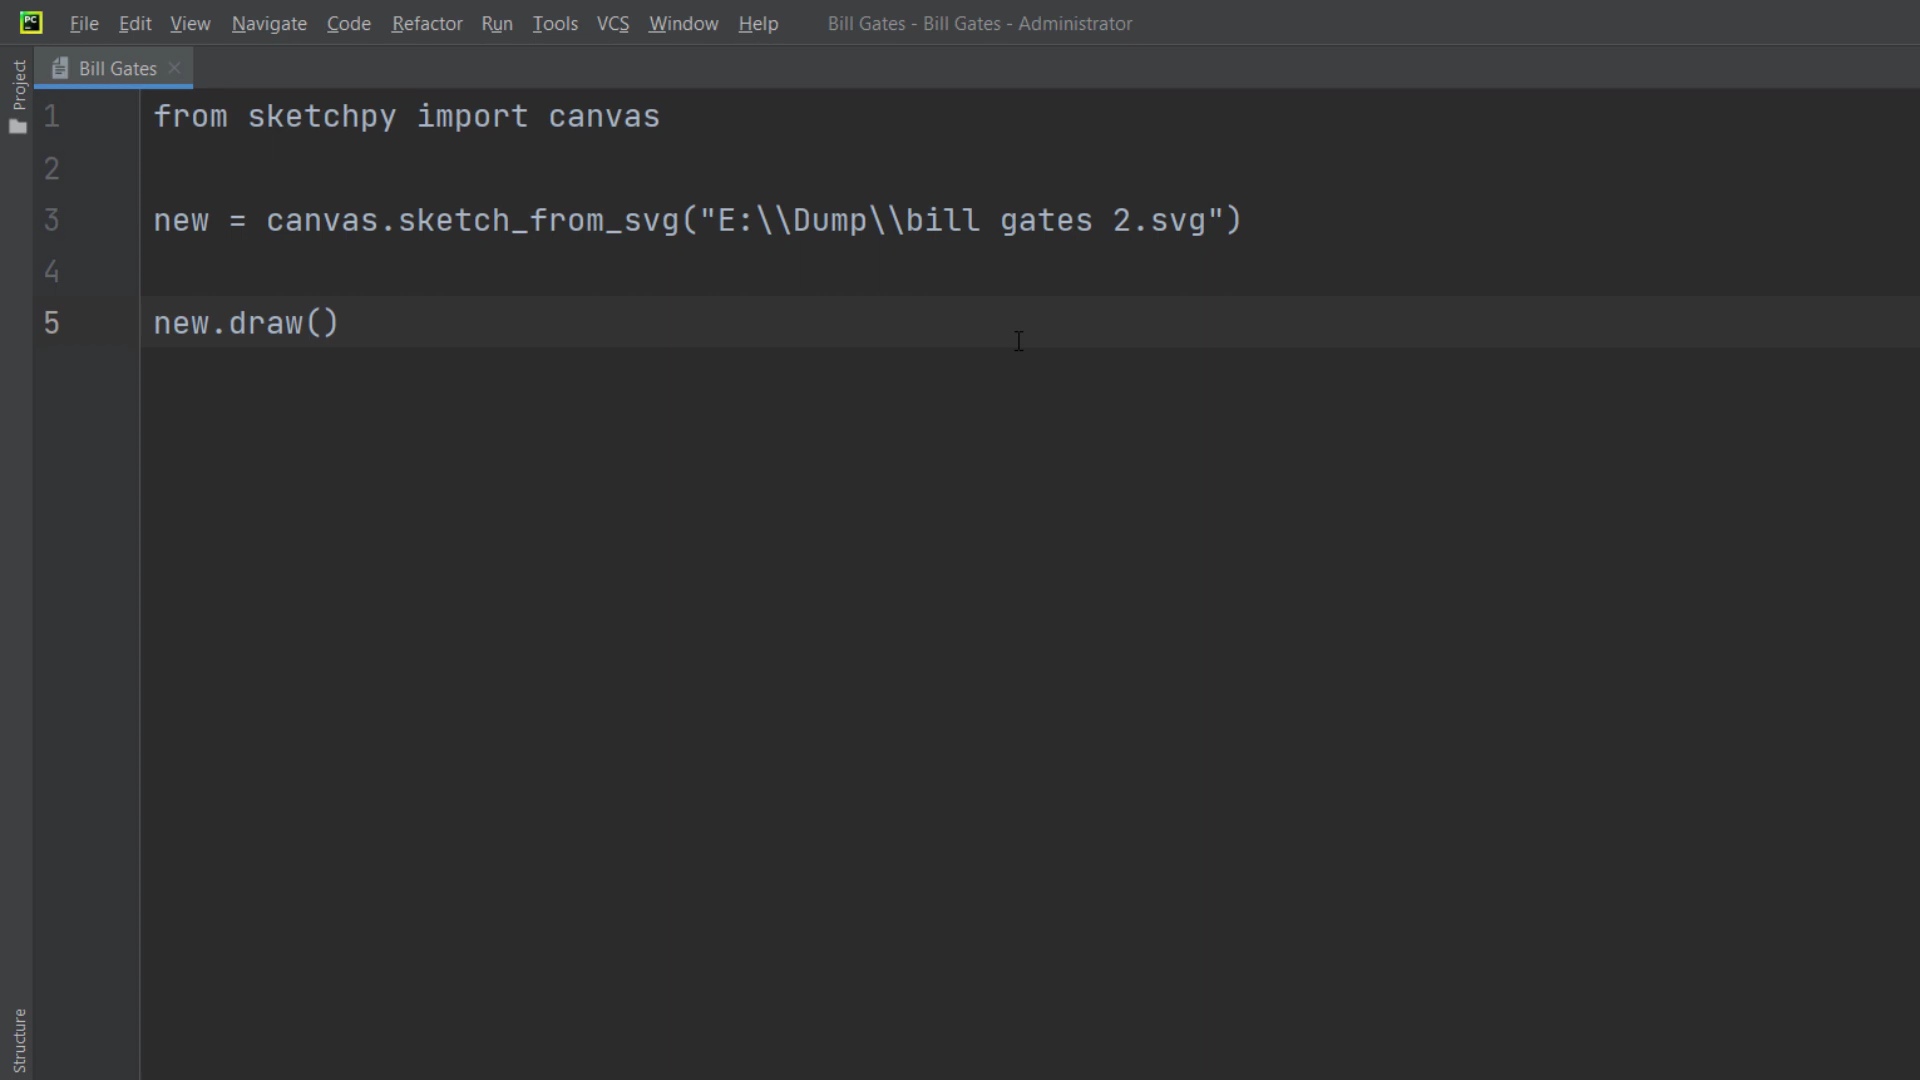 PC File Edit View Navigate Code Refactor Run Tools VCS Window Help Bill Gates - Bill Gates - Administrator
Project
Bill Gates
1 from sketchpy import canvas
2
3 new = canvas.sketch_from_svg("E:\\Dump\\bill gates 2.svg")
4
5 new.draw()
Structure